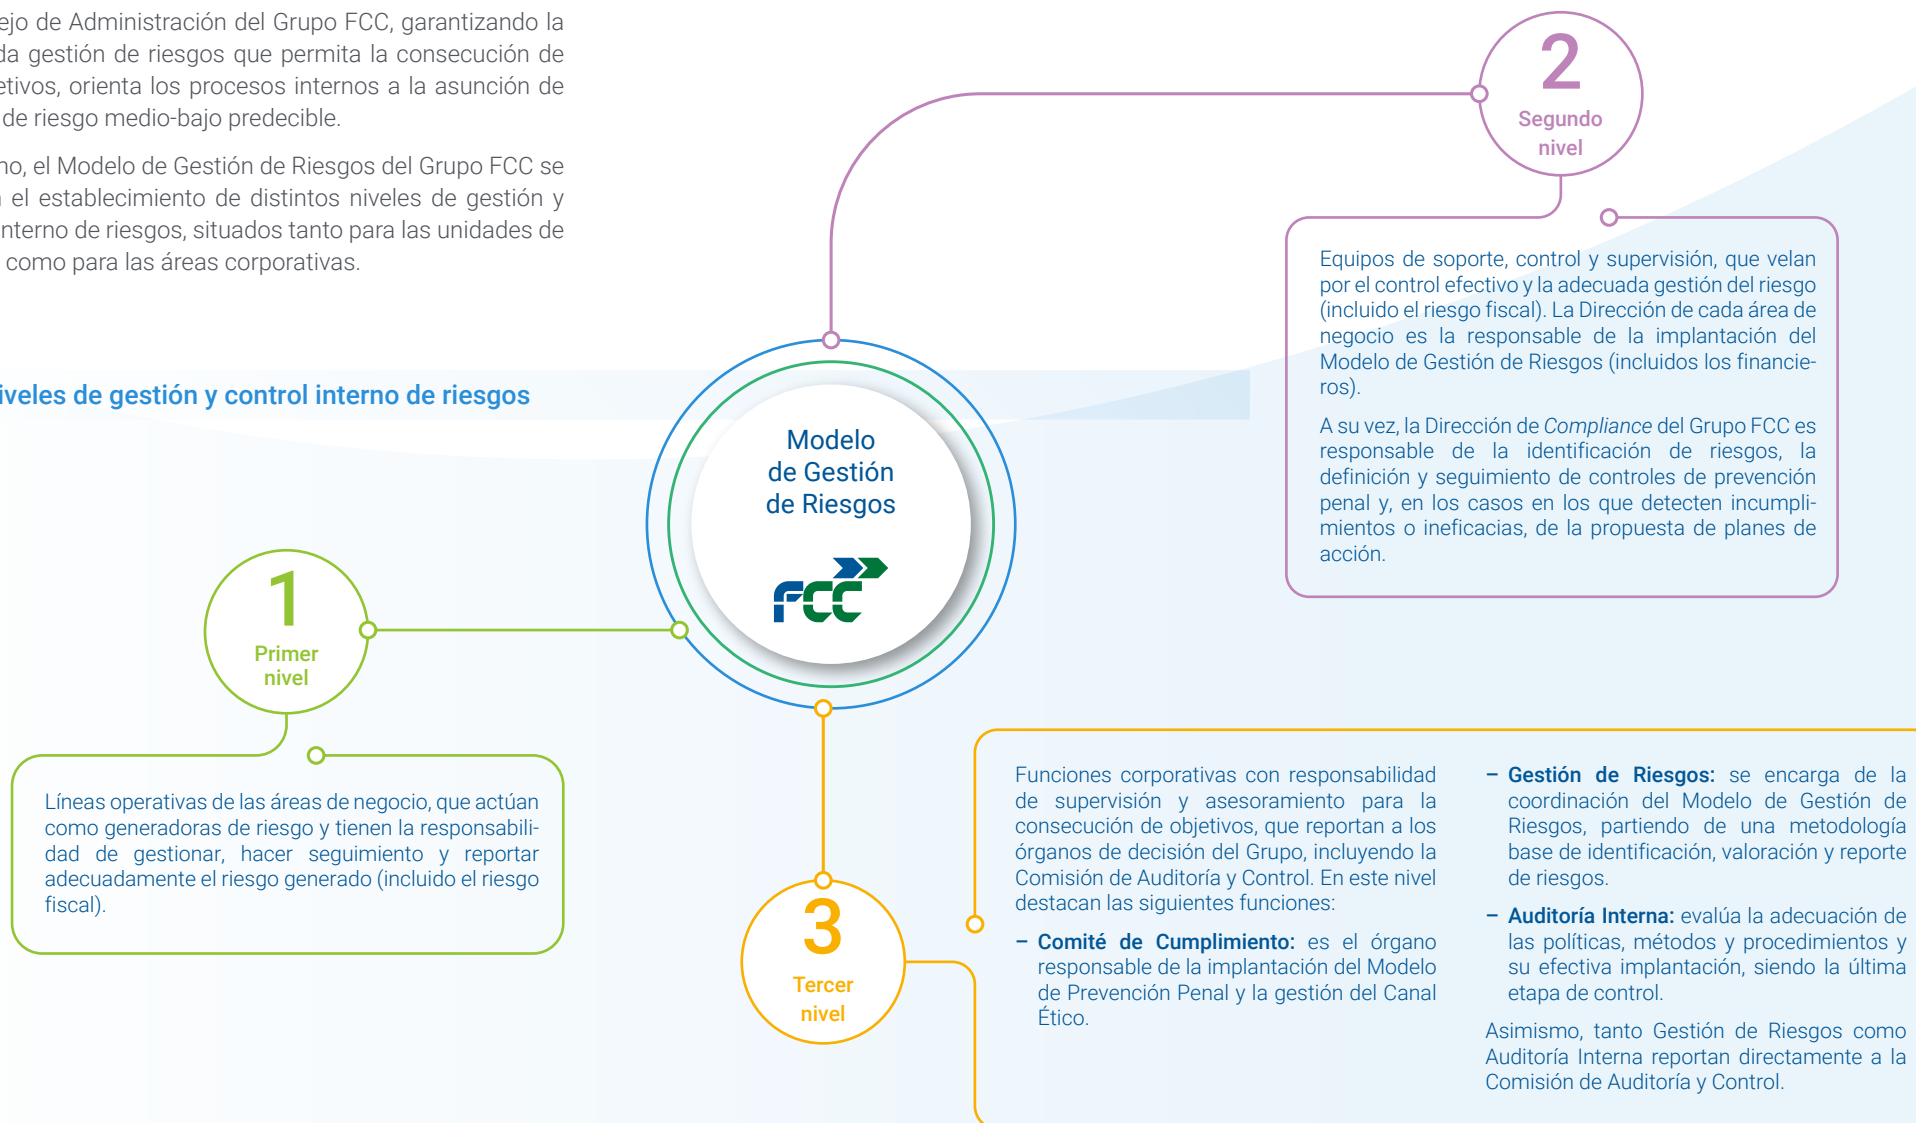 ejo de Administración del Grupo FCC, garantizando la
da gestión de riesgos que permita la consecución de
etivos, orienta los procesos internos a la asunción de
de riesgo medio-bajo predecible.
no, el Modelo de Gestión de Riesgos del Grupo FCC se
el establecimiento de distintos niveles de gestión y
nterno de riesgos, situados tanto para las unidades de
como para las áreas corporativas.
iveles de gestión y control interno de riesgos
Modelo
de Gestión
de Riesgos
FCC
1
Primer
nivel
Líneas operativas de las áreas de negocio, que actúan
como generadoras de riesgo y tienen la responsabili-
dad de gestionar, hacer seguimiento y reportar
adecuadamente el riesgo generado (incluido el riesgo
fiscal).
2
Segundo
nivel
Equipos de soporte, control y supervisión, que velan
por el control efectivo y la adecuada gestión del riesgo
(incluido el riesgo fiscal). La Dirección de cada área de
negocio es la responsable de la implantación del
Modelo de Gestión de Riesgos (incluidos los financie-
ros).
A su vez, la Dirección de Compliance del Grupo FCC es
responsable de la identificación de riesgos, la
definición y seguimiento de controles de prevención
penal y, en los casos en los que detecten incumpli-
mientos o ineficacias, de la propuesta de planes de
acción.
3
Tercer
nivel
Funciones corporativas con responsabilidad
de supervisión y asesoramiento para la
consecución de objetivos, que reportan a los
órganos de decisión del Grupo, incluyendo la
Comisión de Auditoría y Control. En este nivel
destacan las siguientes funciones:
– Comité de Cumplimiento: es el órgano
responsable de la implantación del Modelo
de Prevención Penal y la gestión del Canal
Ético.
– Gestión de Riesgos: se encarga de la
coordinación del Modelo de Gestión de
Riesgos, partiendo de una metodología
base de identificación, valoración y reporte
de riesgos.
– Auditoría Interna: evalúa la adecuación de
las políticas, métodos y procedimientos y
su efectiva implantación, siendo la última
etapa de control.
Asimismo, tanto Gestión de Riesgos como
Auditoría Interna reportan directamente a la
Comisión de Auditoría y Control.